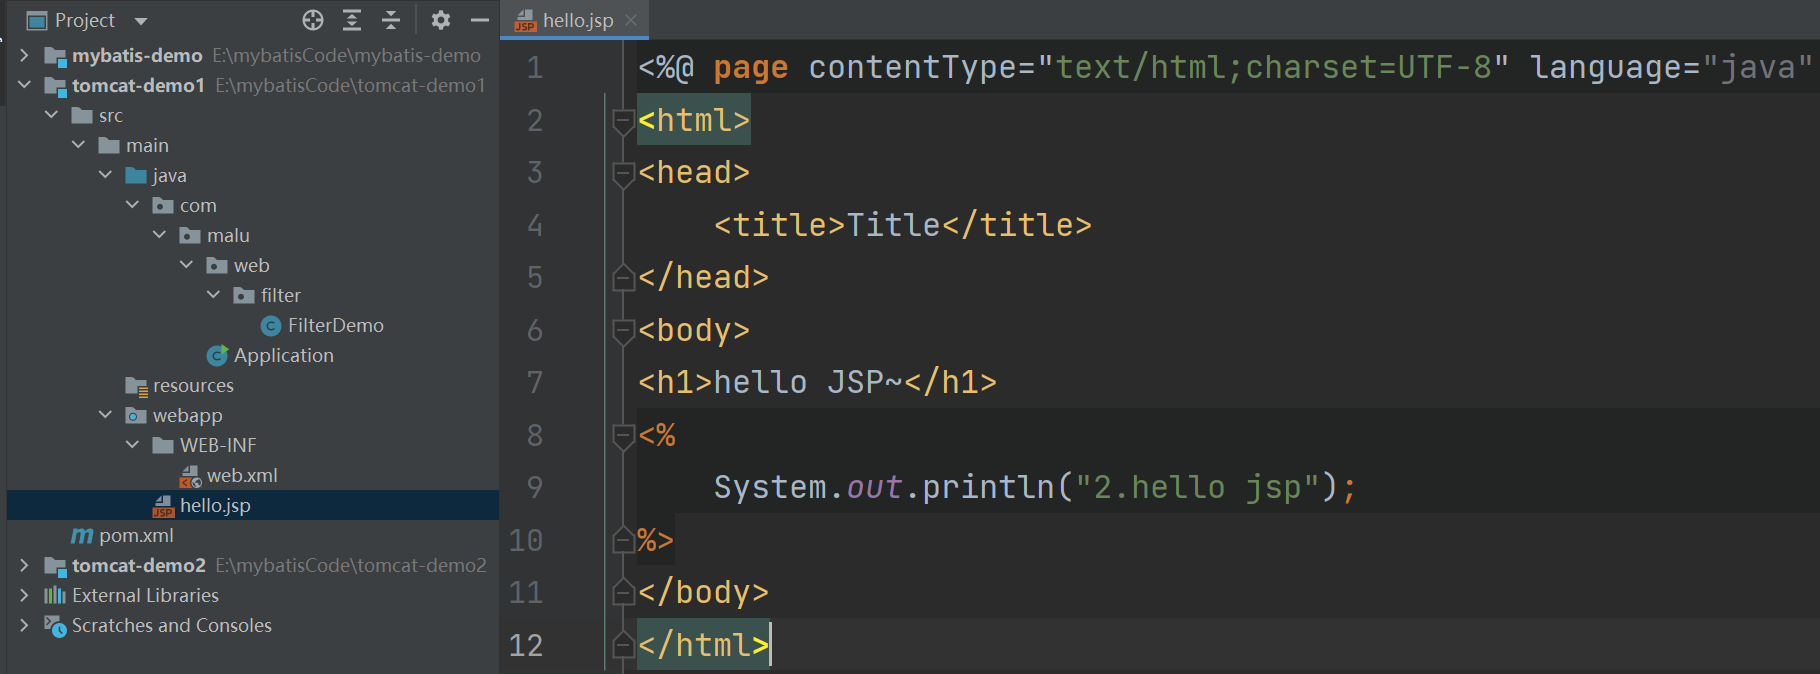 Project
mybatis-demo E:\mybatisCode\mybatis-demo
tomcat-demo1 E:\mybatisCode\tomcat-demo1
src
main
java
com
malu
web
filter
FilterDemo
Application
resources
webapp
WEB-INF
web.xml
hello.jsp
pom.xml
tomcat-demo2 E:\mybatisCode\tomcat-demo2
External Libraries
Scratches and Consoles
hello.jsp
1 <%@ page contentType="text/html;charset=UTF-8" language="java"
2 <html>
3 <head>
4 <title>Title</title>
5 </head>
6 <body>
7 <h1>hello JSP~</h1>
8 <%
9 System.out.println("2.hello jsp");
10 %>
11 </body>
12 </html>